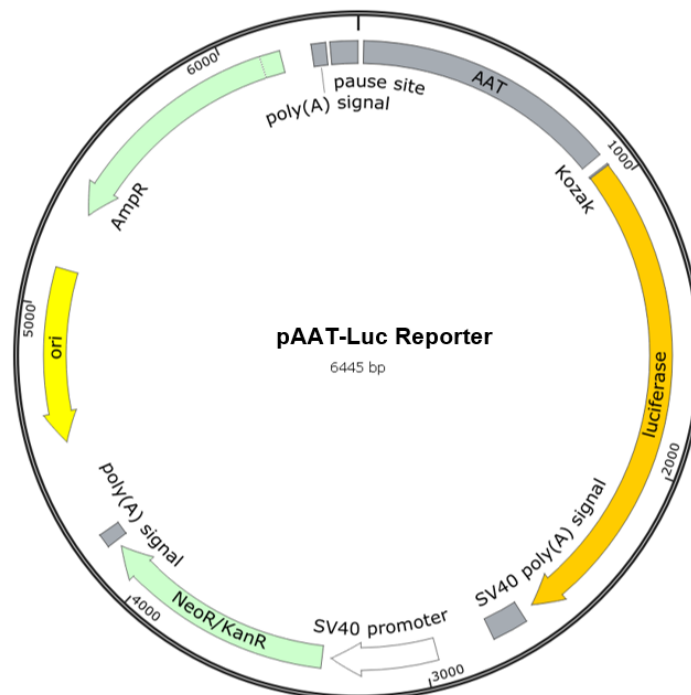 6000
pause site
poly(A) signal
AAT
1000
Kozak
AmpR
5000
ori
pAAT-Luc Reporter
6445 bp
luciferase
2000
poly(A) signal
SV40 poly(A) signal
4000
NeoR/KanR
SV40 promoter
3000